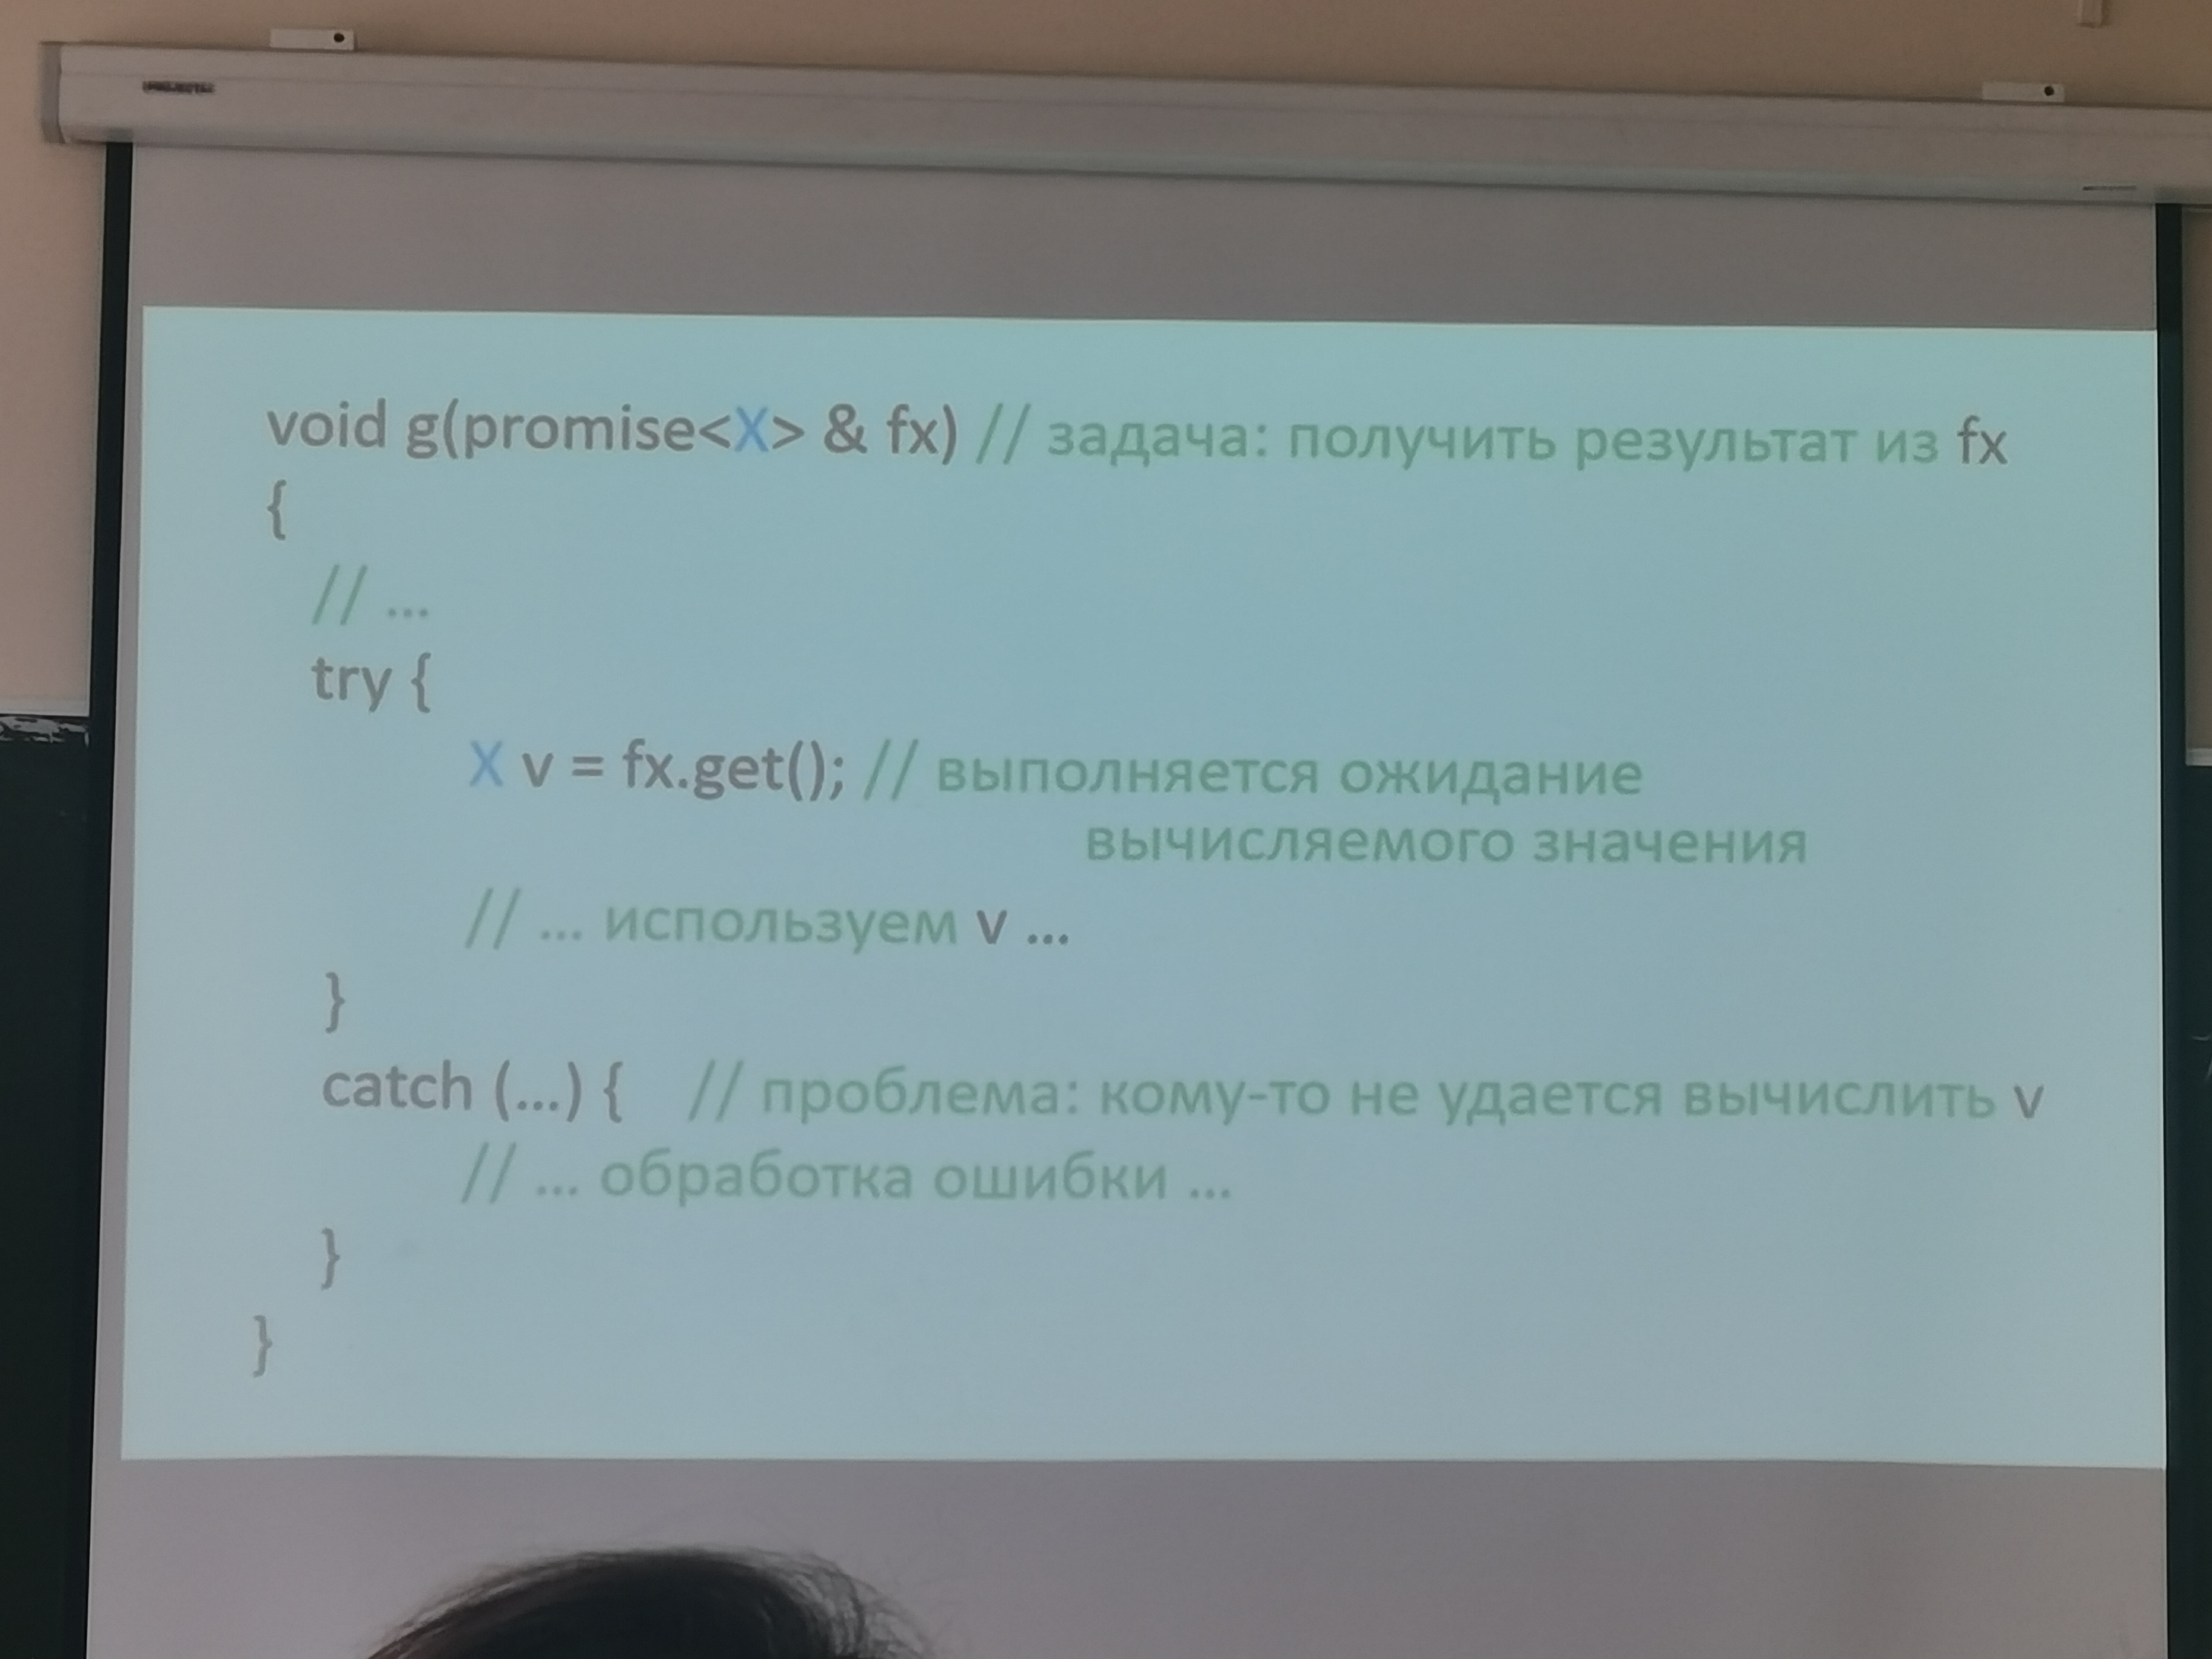 void g(promise<X> & fx) // задача: получить результат из fx
{
// ...
try {
X v = fx.get(); // выполняется ожидание
вычисляемого значения
// ... используем v ...
}
catch (...) { // проблема: кому-то не удается вычислить v
// ... обработка ошибки ...
}
}